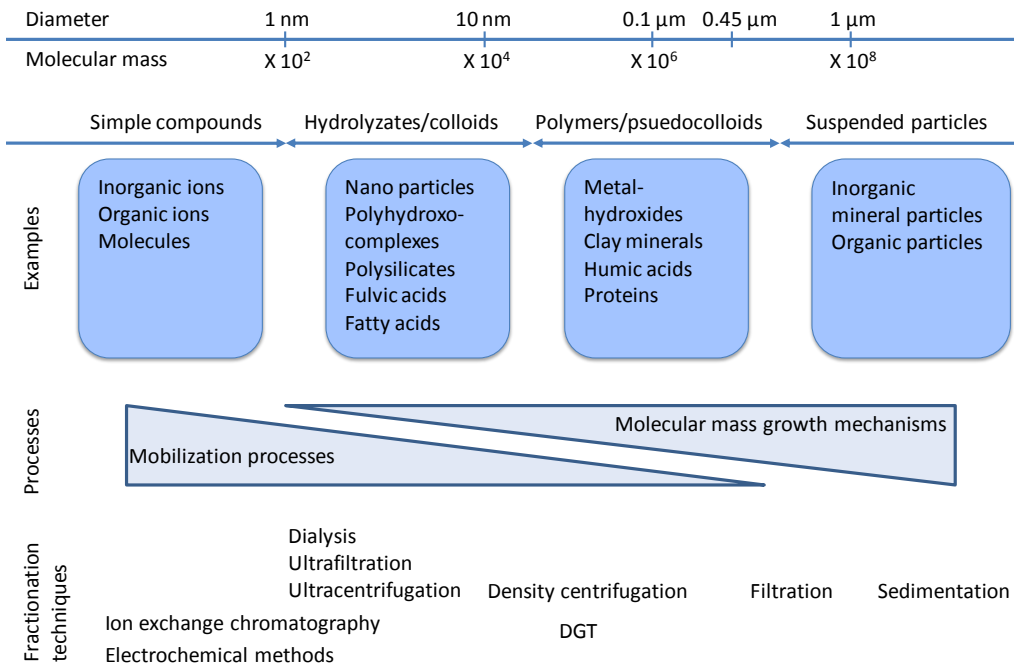 Diameter 1 nm 10 nm 0.1 µm 0.45 µm 1 µm
Molecular mass X 10² X 10⁴ X 10⁶ X 10⁸
Simple compounds Hydrolyzates/colloids Polymers/psuedocolloids Suspended particles
Examples
Inorganic ions
Organic ions
Molecules
Nano particles
Polyhydroxo-
complexes
Polysilicates
Fulvic acids
Fatty acids
Metal-
hydroxides
Clay minerals
Humic acids
Proteins
Inorganic
mineral particles
Organic particles
Processes
Molecular mass growth mechanisms
Mobilization processes
Fractionation
techniques
Dialysis
Ultrafiltration
Ultracentrifugation Density centrifugation Filtration Sedimentation
Ion exchange chromatography DGT
Electrochemical methods